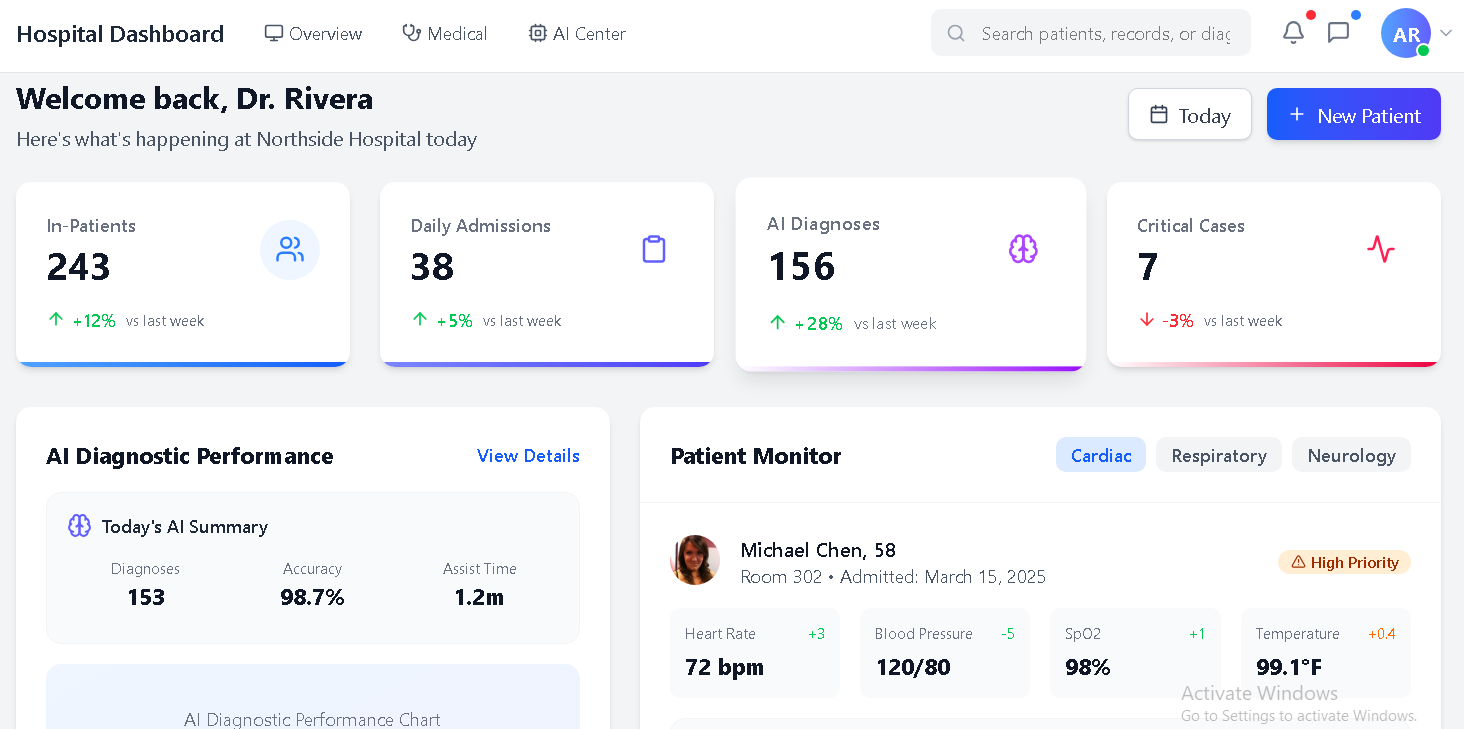 Hospital Dashboard Overview Medical AI Center Search patients, records, or diag AR
Welcome back, Dr. Rivera
Here's what's happening at Northside Hospital today
Today + New Patient
In-Patients
243
+12% vs last week
Daily Admissions
38
+5% vs last week
AI Diagnoses
156
+28% vs last week
Critical Cases
7
-3% vs last week
AI Diagnostic Performance View Details
Today's AI Summary
Diagnoses Accuracy Assist Time
153 98.7% 1.2m
AI Diagnostic Performance Chart
Patient Monitor Cardiac Respiratory Neurology
Michael Chen, 58
Room 302 • Admitted: March 15, 2025
High Priority
Heart Rate +3
72 bpm
Blood Pressure -5
120/80
SpO2 +1
98%
Temperature +0.4
99.1°F
Activate Windows
Go to Settings to activate Windows.